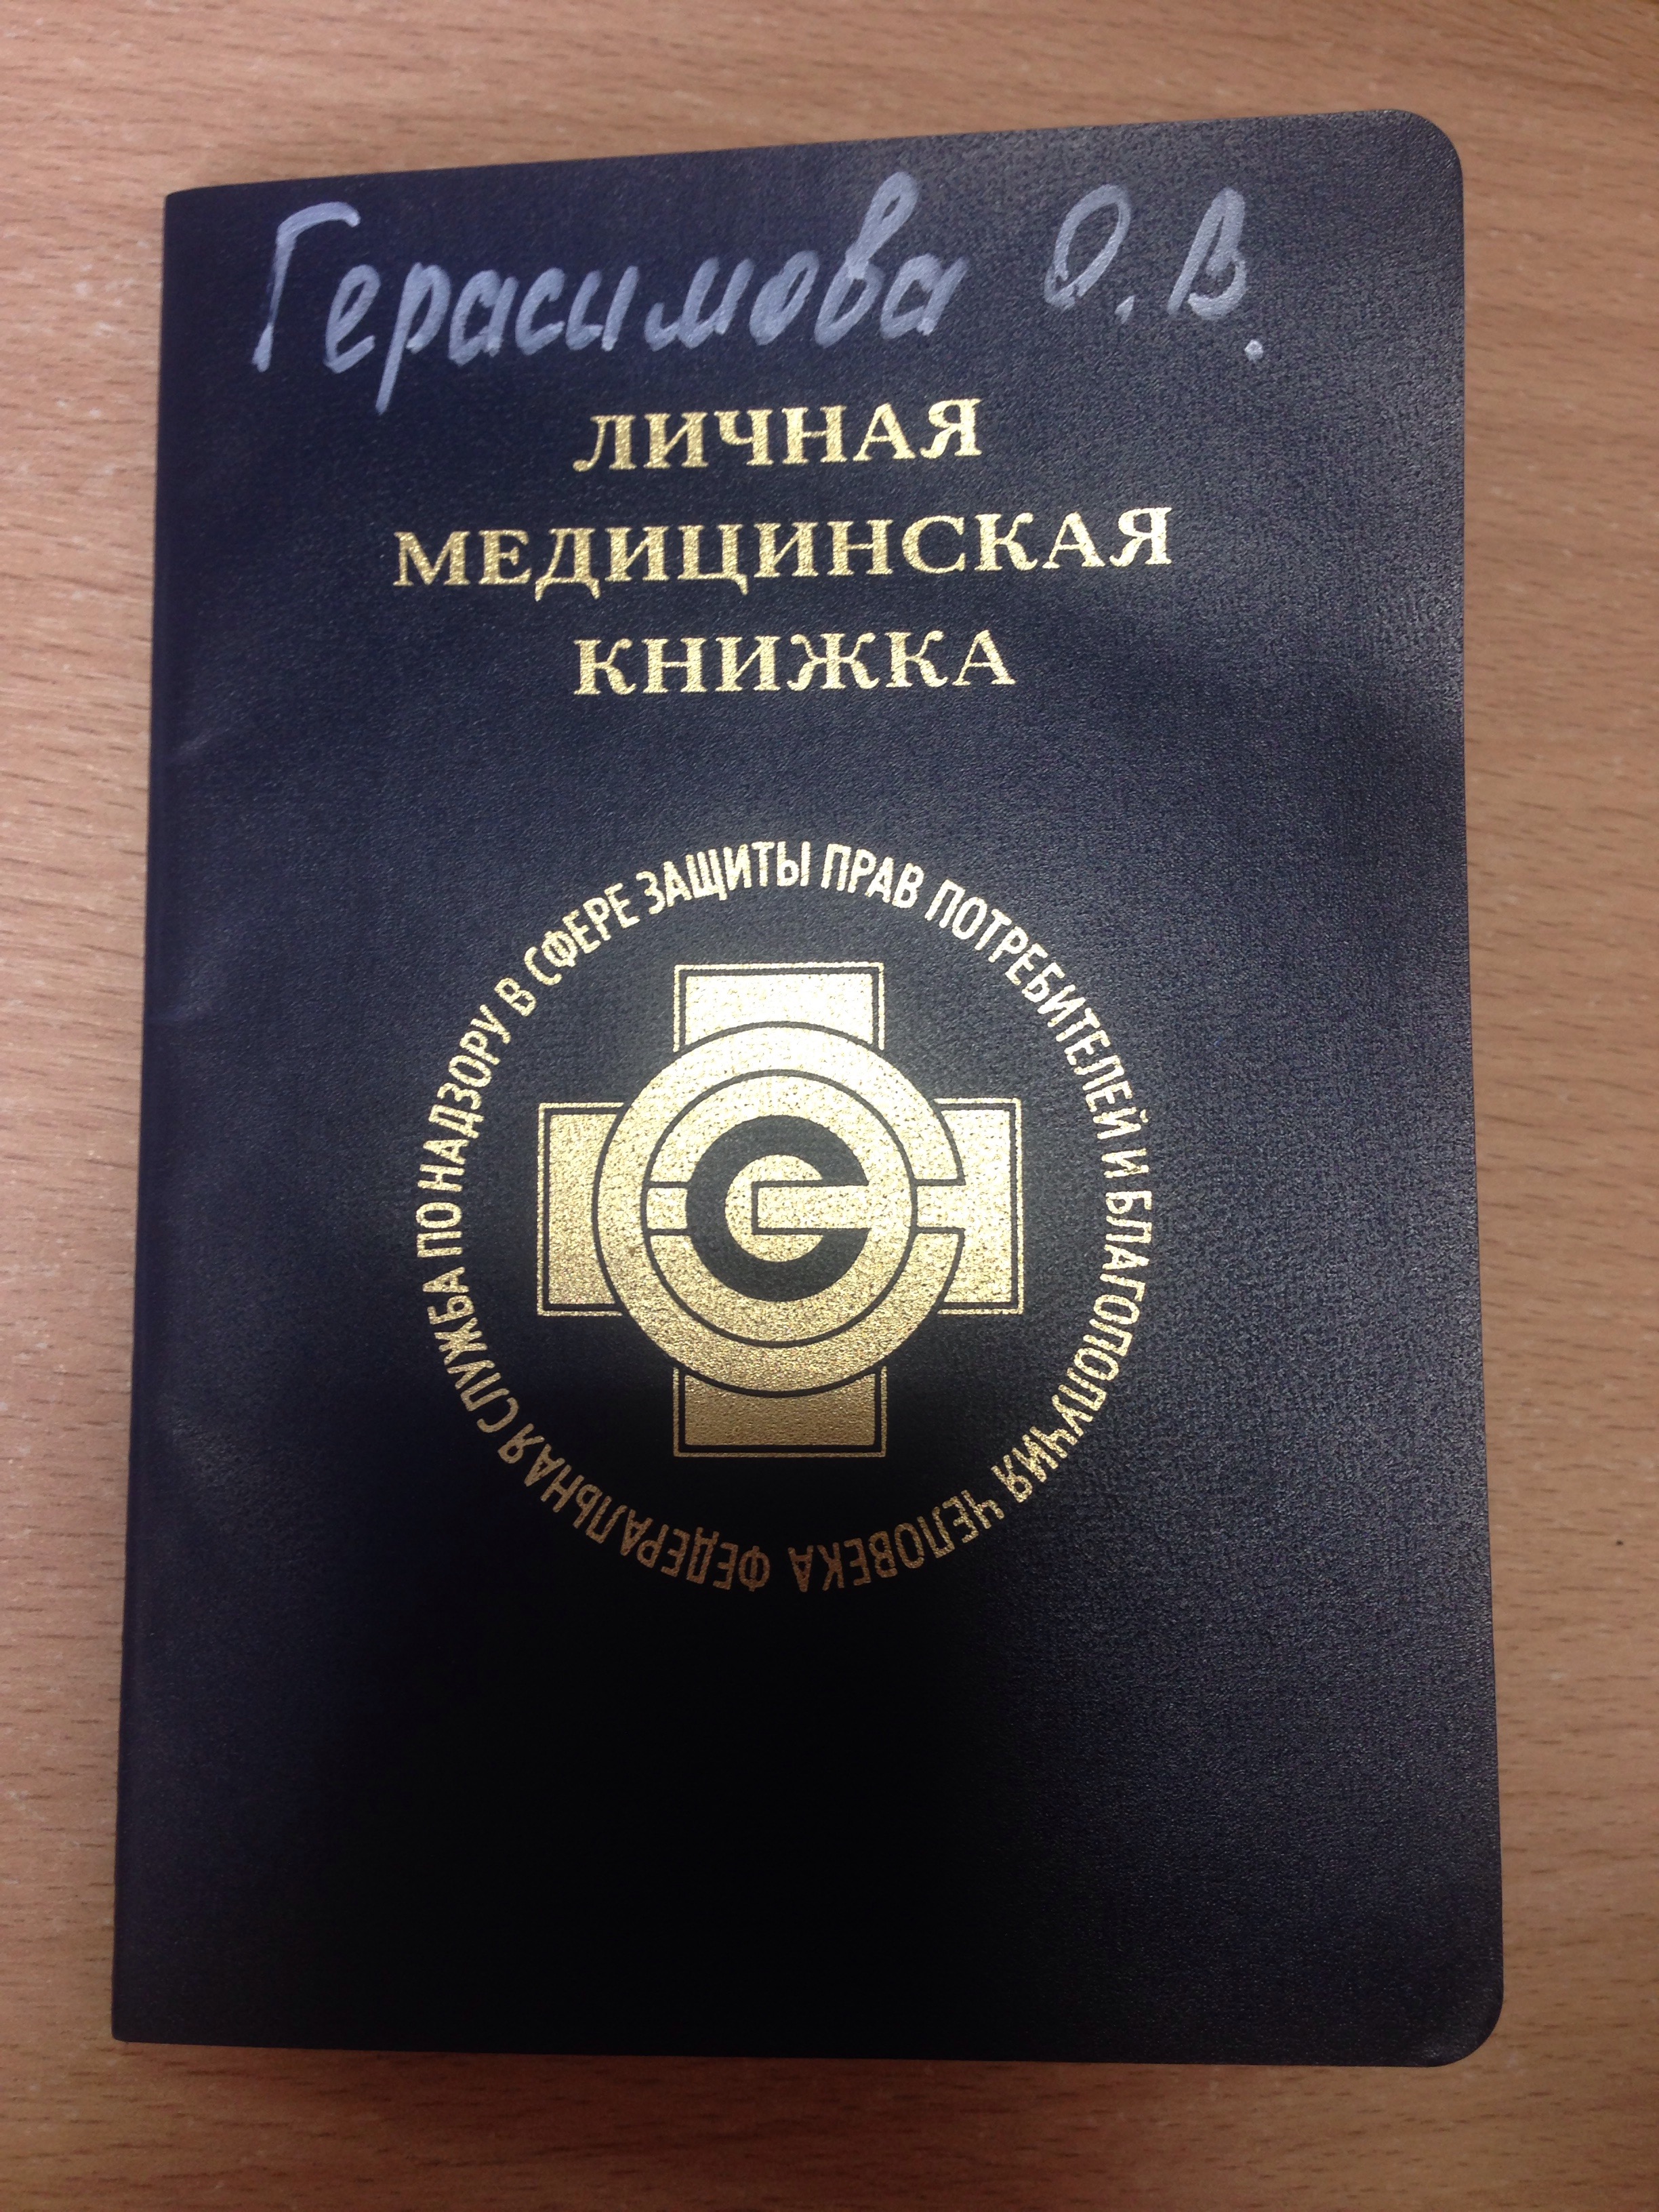 Герасимова О. В.
ЛИЧНАЯ
МЕДИЦИНСКАЯ
КНИЖКА
ФЕДЕРАЛЬНАЯ СЛУЖБА ПО НАДЗОРУ В СФЕРЕ ЗАЩИТЫ ПРАВ ПОТРЕБИТЕЛЕЙ И БЛАГОПОЛУЧИЯ ЧЕЛОВЕКА